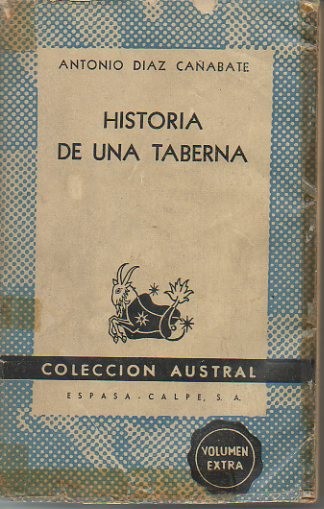 ANTONIO DIAZ CAÑABATE
HISTORIA
DE UNA TABERNA
COLECCION AUSTRAL
ESPASA-CALPE, S. A.
VOLUMEN
EXTRA